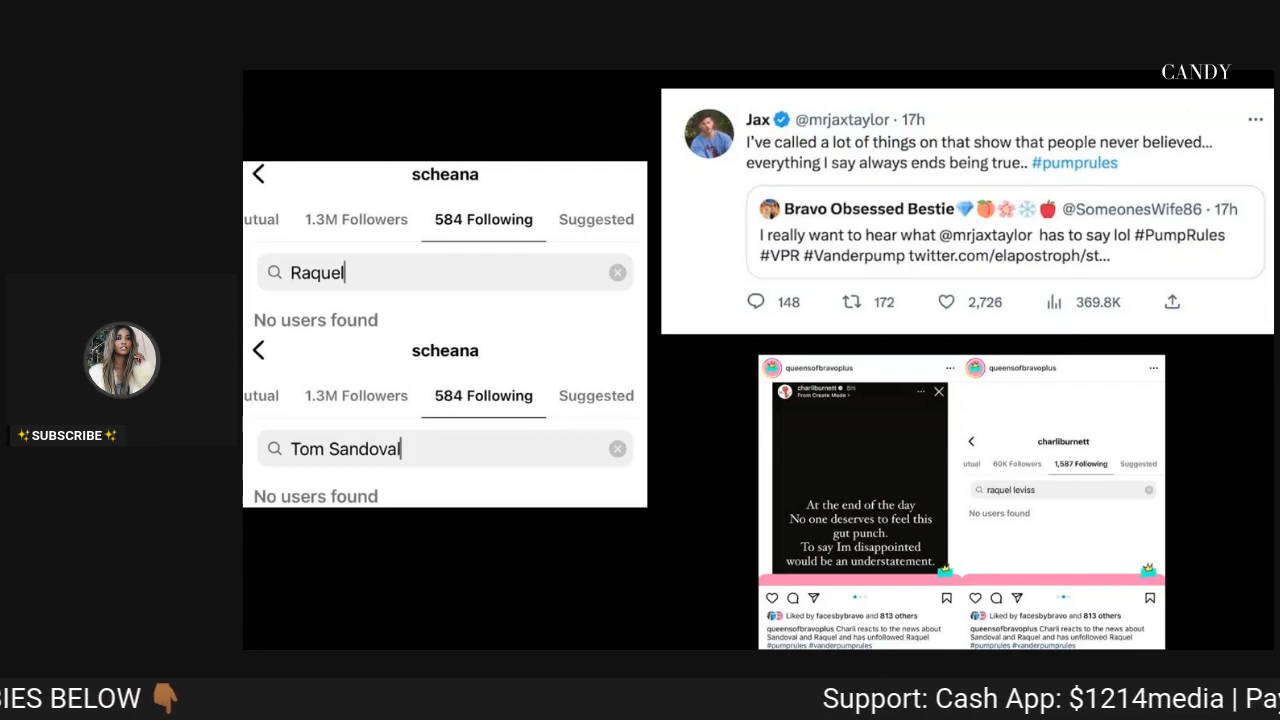 CANDY
scheana
utual 1.3M Followers 584 Following Suggested
Raquel
No users found
scheana
utual 1.3M Followers 584 Following Suggested
Tom Sandoval
No users found
Jax @mrjaxtaylor · 17h
I've called a lot of things on that show that people never believed...
everything I say always ends being true.. #pumprules
Bravo Obsessed Bestie💎🍑🌸❄️🍎 @SomeonesWife86 · 17h
I really want to hear what @mrjaxtaylor has to say lol #PumpRules
#VPR #Vanderpump twitter.com/elapostroph/st...
148 172 2,726 369.8K
✨SUBSCRIBE✨
queensofbravoplus
charliburnett 8m
From Create Mode >
At the end of the day
No one deserves to feel this
gut punch.
To say Im disappointed
would be an understatement.
Liked by facesbybravo and 813 others
queensofbravoplus Charli reacts to the news about
Sandoval and Raquel and has unfollowed Raquel
#pumprules #vanderpumprules
queensofbravoplus
charliburnett
utual 60K Followers 1,587 Following Suggested
raquel leviss
No users found
Liked by facesbybravo and 813 others
queensofbravoplus Charli reacts to the news about
Sandoval and Raquel and has unfollowed Raquel
#pumprules #vanderpumprules
IES BELOW 👇🏾
Support: Cash App: $1214media | Pay